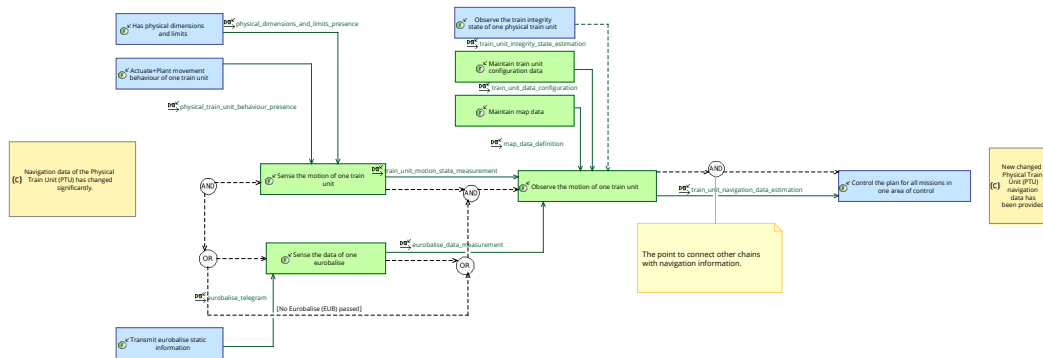 Has physical dimensions
and limits
physical_dimensions_and_limits_presence
Actuate+Plant movement
behaviour of one train unit
physical_train_unit_behaviour_presence
Observe the train integrity
state of one physical train unit
train_unit_integrity_state_estimation
Maintain train unit
configuration data
train_unit_data_configuration
Maintain map data
map_data_definition
{C}
Navigation data of the Physical
Train Unit (PTU) has changed
significantly.
AND
Sense the motion of one train
unit
train_unit_motion_state_measurement
AND
Observe the motion of one train unit
AND
train_unit_navigation_data_estimation
Control the plan for all missions in
one area of control
{C}
New changed
Physical Train
Unit (PTU)
navigation
data has
been provided
OR
Sense the data of one
eurobalise
eurobalise_data_measurement
OR
The point to connect other chains
with navigation information.
eurobalise_telegram
[No Eurobalise (EUB) passed]
Transmit eurobalise static
information